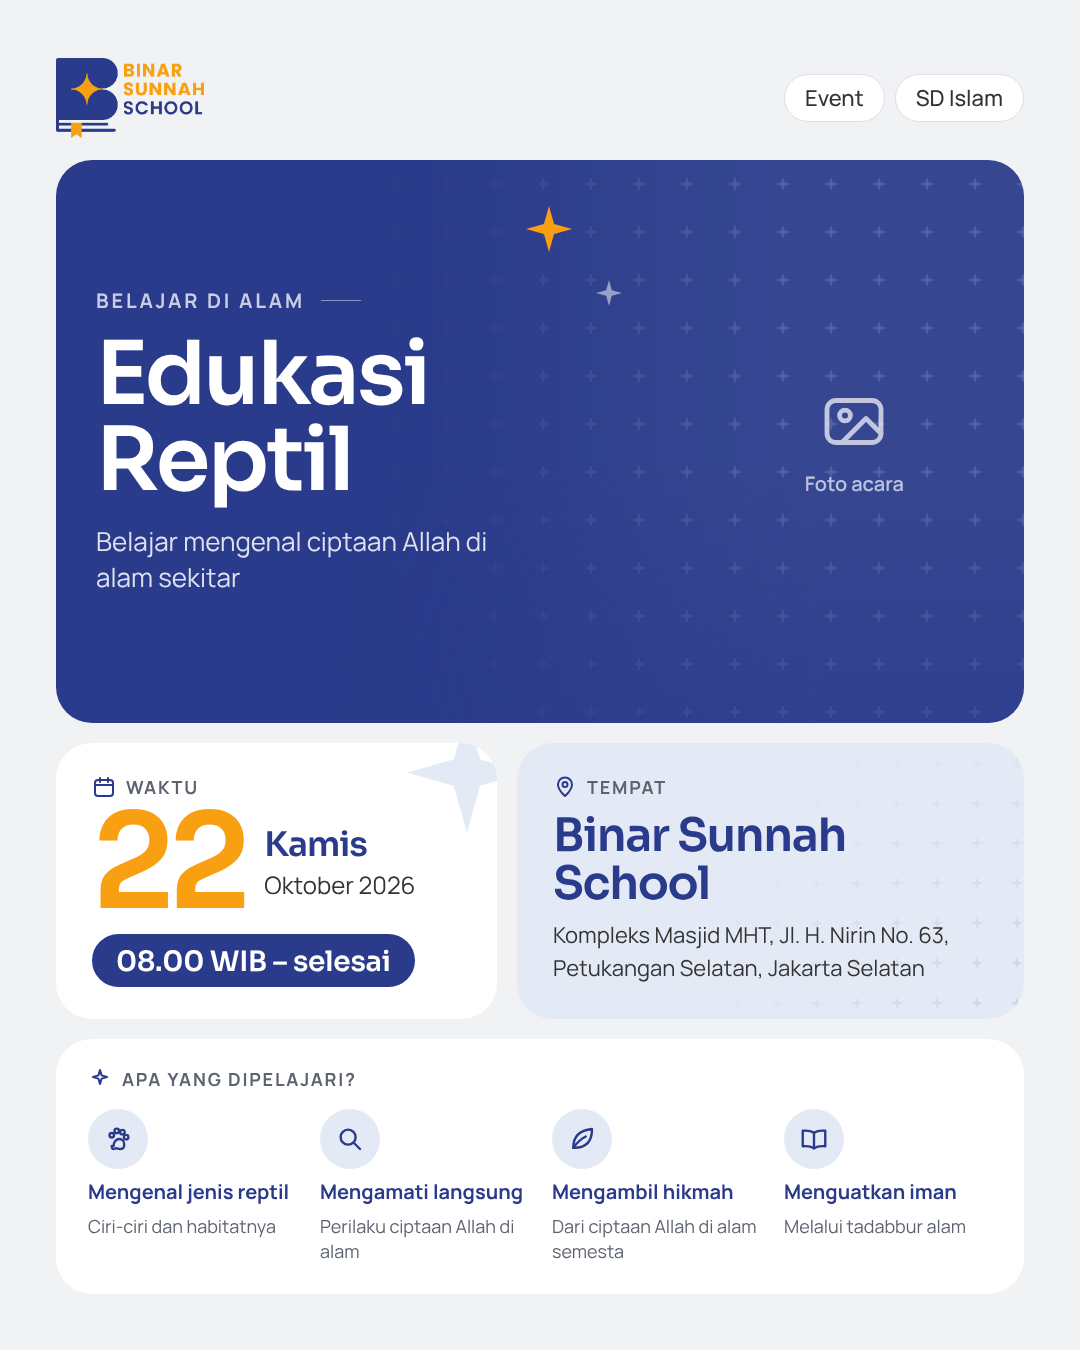 BINAR
SUNNAH
SCHOOL
Event
SD Islam
BELAJAR DI ALAM
Edukasi
Reptil
Belajar mengenal ciptaan Allah di
alam sekitar
Foto acara
WAKTU
22
Kamis
Oktober 2026
08.00 WIB – selesai
TEMPAT
Binar Sunnah
School
Kompleks Masjid MHT, Jl. H. Nirin No. 63,
Petukangan Selatan, Jakarta Selatan
APA YANG DIPELAJARI?
Mengenal jenis reptil
Ciri-ciri dan habitatnya
Mengamati langsung
Perilaku ciptaan Allah di
alam
Mengambil hikmah
Dari ciptaan Allah di alam
semesta
Menguatkan iman
Melalui tadabbur alam